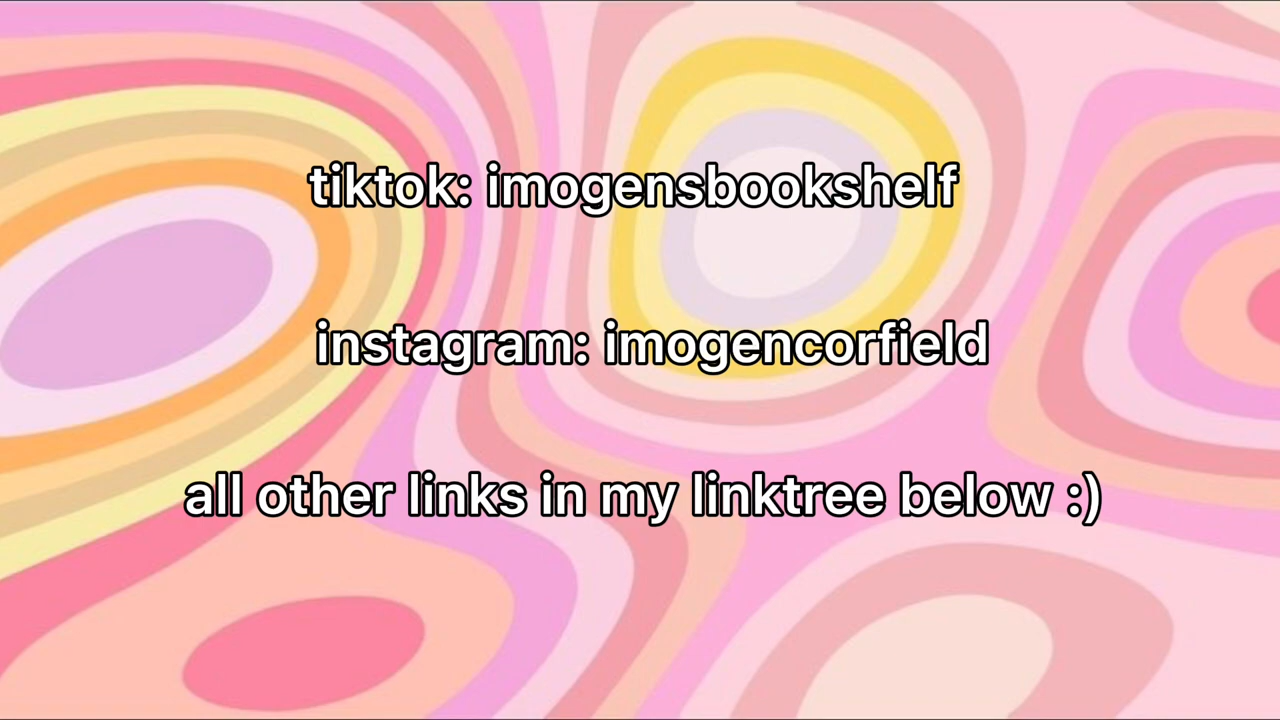 tiktok: imogensbookshelf
instagram: imogencorfield
all other links in my linktree below :)